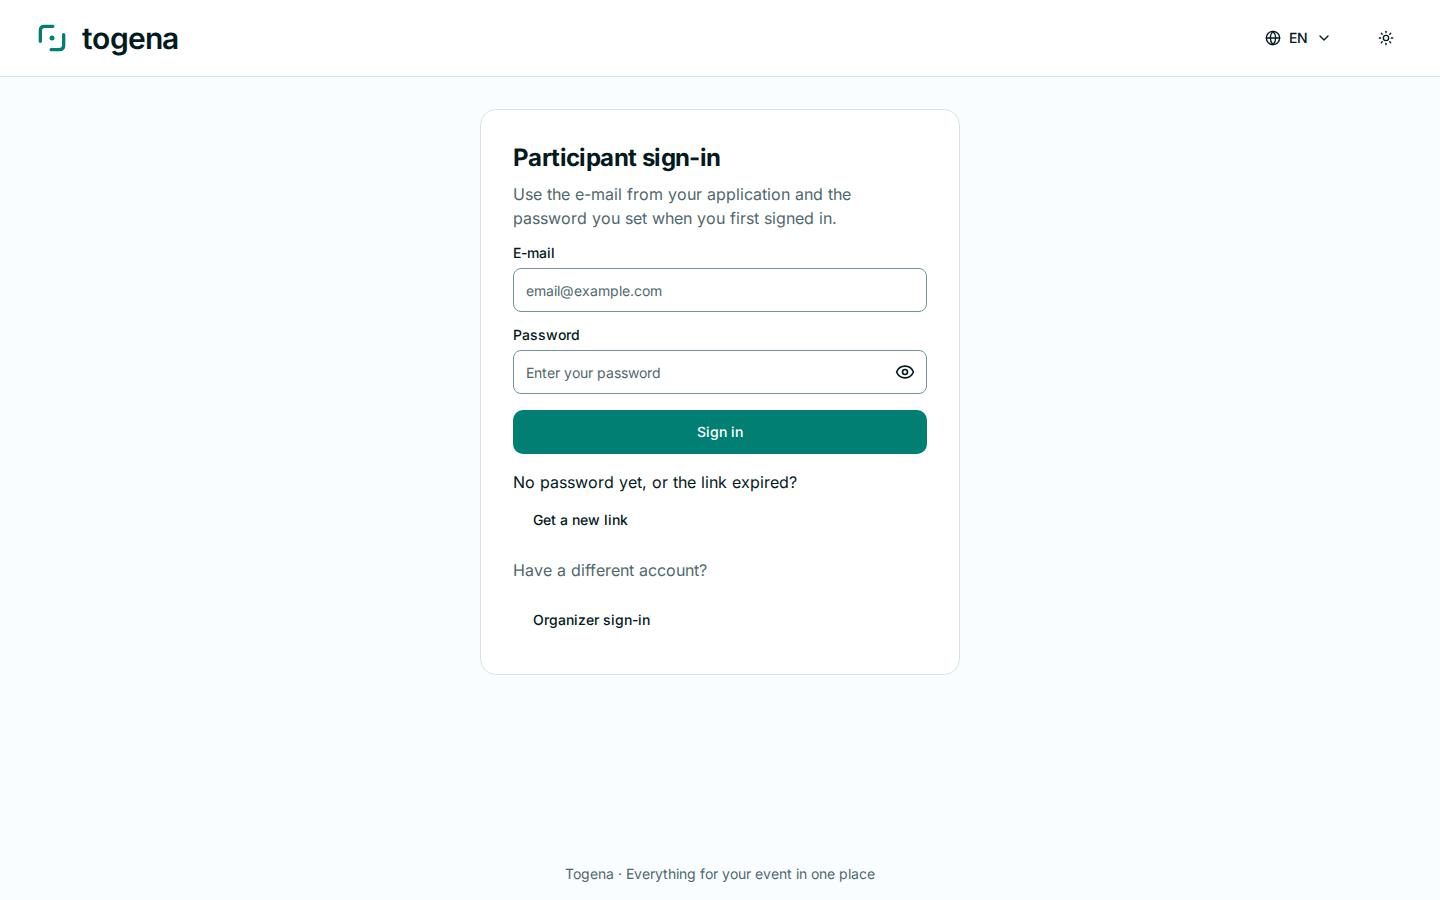 togena
EN
Participant sign-in
Use the e-mail from your application and the
password you set when you first signed in.
E-mail
email@example.com
Password
Enter your password
Sign in
No password yet, or the link expired?
Get a new link
Have a different account?
Organizer sign-in
Togena · Everything for your event in one place